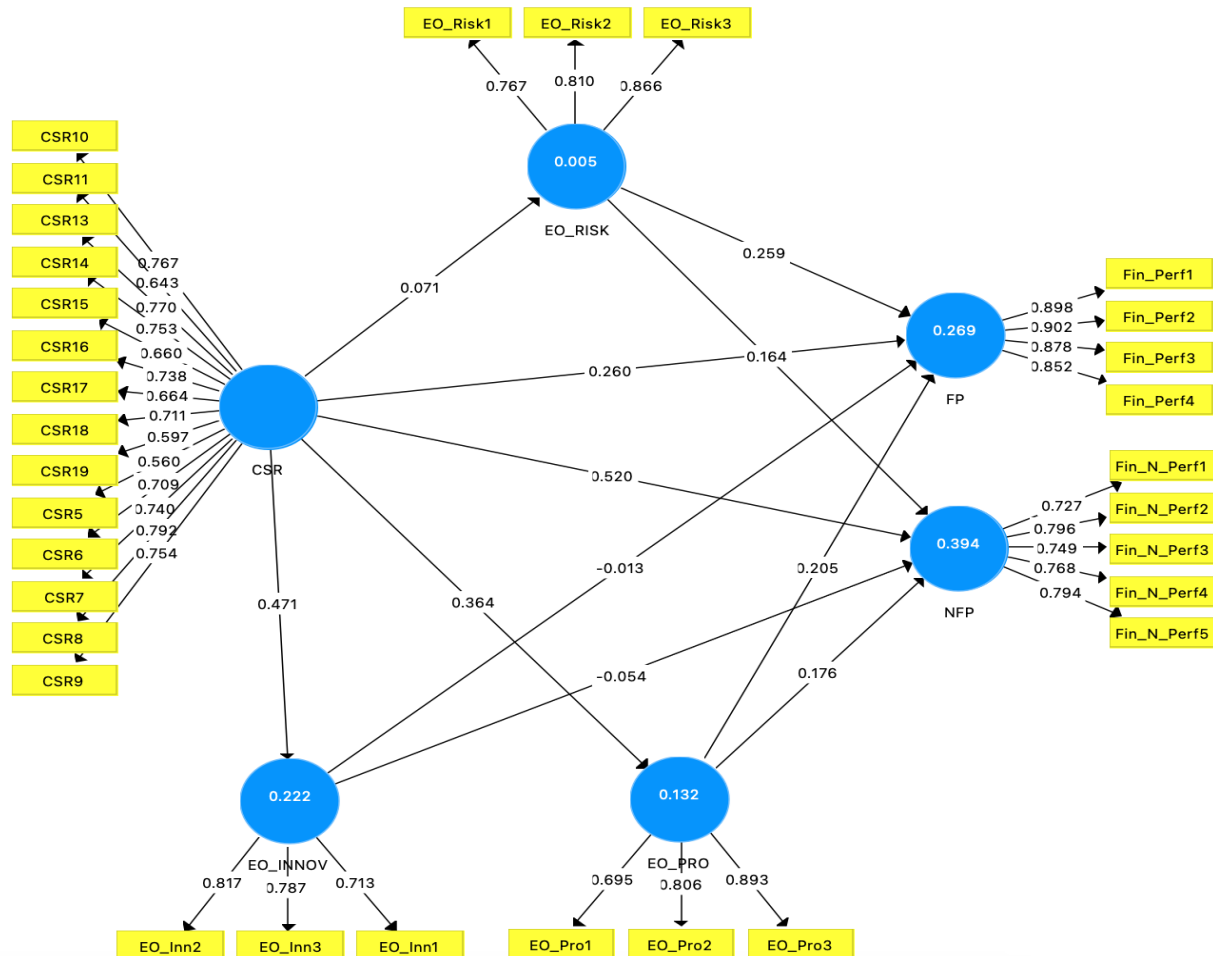 EO_Risk1
EO_Risk2
EO_Risk3
0.767
0.810
0.866
0.005
EO_RISK
CSR10
CSR11
CSR13
CSR14
CSR15
CSR16
CSR17
CSR18
CSR19
CSR5
CSR6
CSR7
CSR8
CSR9
0.767
0.643
0.770
0.753
0.660
0.738
0.664
0.711
0.597
0.560
0.709
0.740
0.792
0.754
CSR
0.071
0.259
0.260
0.164
0.520
-0.013
0.205
0.471
0.364
-0.054
0.176
0.269
FP
0.898
0.902
0.878
0.852
Fin_Perf1
Fin_Perf2
Fin_Perf3
Fin_Perf4
0.394
NFP
0.727
0.796
0.749
0.768
0.794
Fin_N_Perf1
Fin_N_Perf2
Fin_N_Perf3
Fin_N_Perf4
Fin_N_Perf5
0.222
EO_INNOV
0.817
0.787
0.713
EO_Inn2
EO_Inn3
EO_Inn1
0.132
EO_PRO
0.695
0.806
0.893
EO_Pro1
EO_Pro2
EO_Pro3